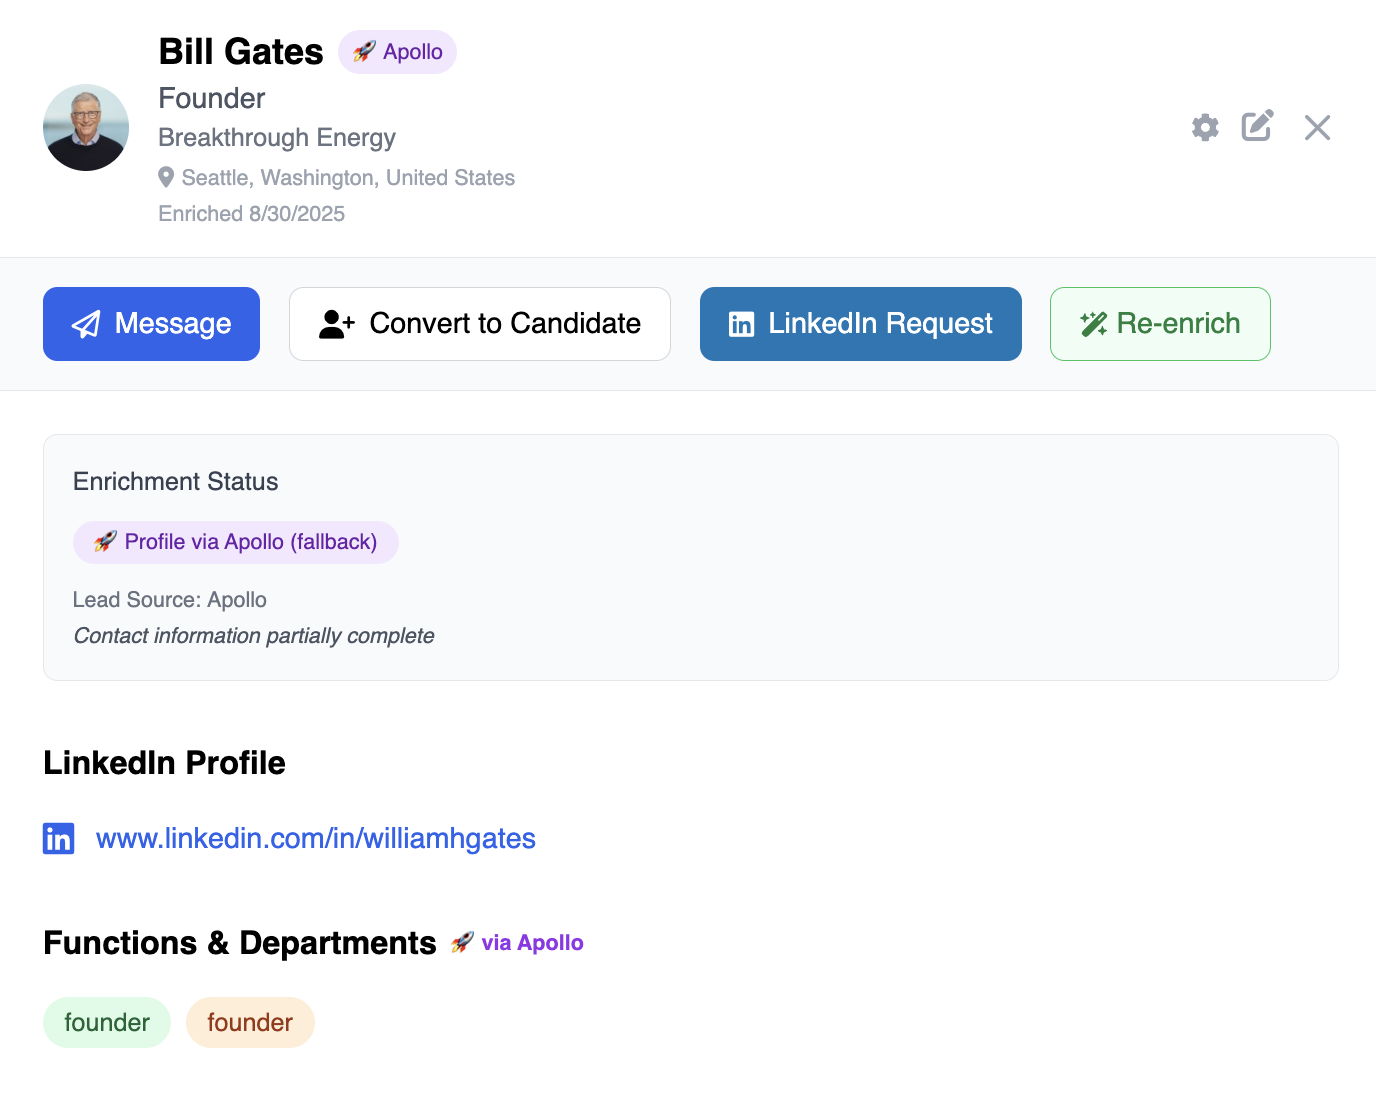 Bill Gates 🚀 Apollo
Founder
Breakthrough Energy
Seattle, Washington, United States
Enriched 8/30/2025
Message
Convert to Candidate
LinkedIn Request
Re-enrich
Enrichment Status
🚀 Profile via Apollo (fallback)
Lead Source: Apollo
Contact information partially complete
LinkedIn Profile
in www.linkedin.com/in/williamhgates
Functions & Departments 🚀 via Apollo
founder founder